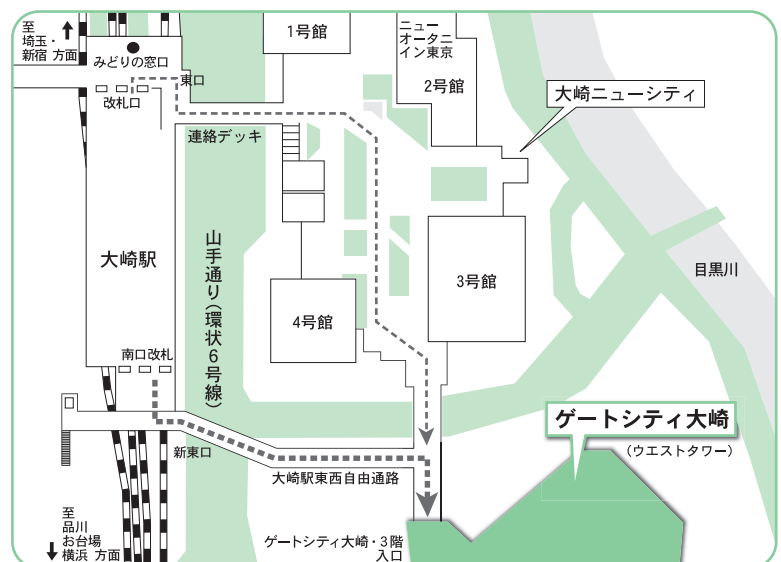 至
埼玉・
新宿 方面
みどりの窓口
東口
改札口
連絡デッキ
1号館
ニュー
オータニ
イン東京
2号館
大崎ニューシティ
大崎駅
山手通り(環状6号線)
3号館
4号館
目黒川
南口改札
新東口
大崎駅東西自由通路
ゲートシティ大崎
(ウエストタワー)
至
品川
お台場
横浜 方面
ゲートシティ大崎・3階
入口